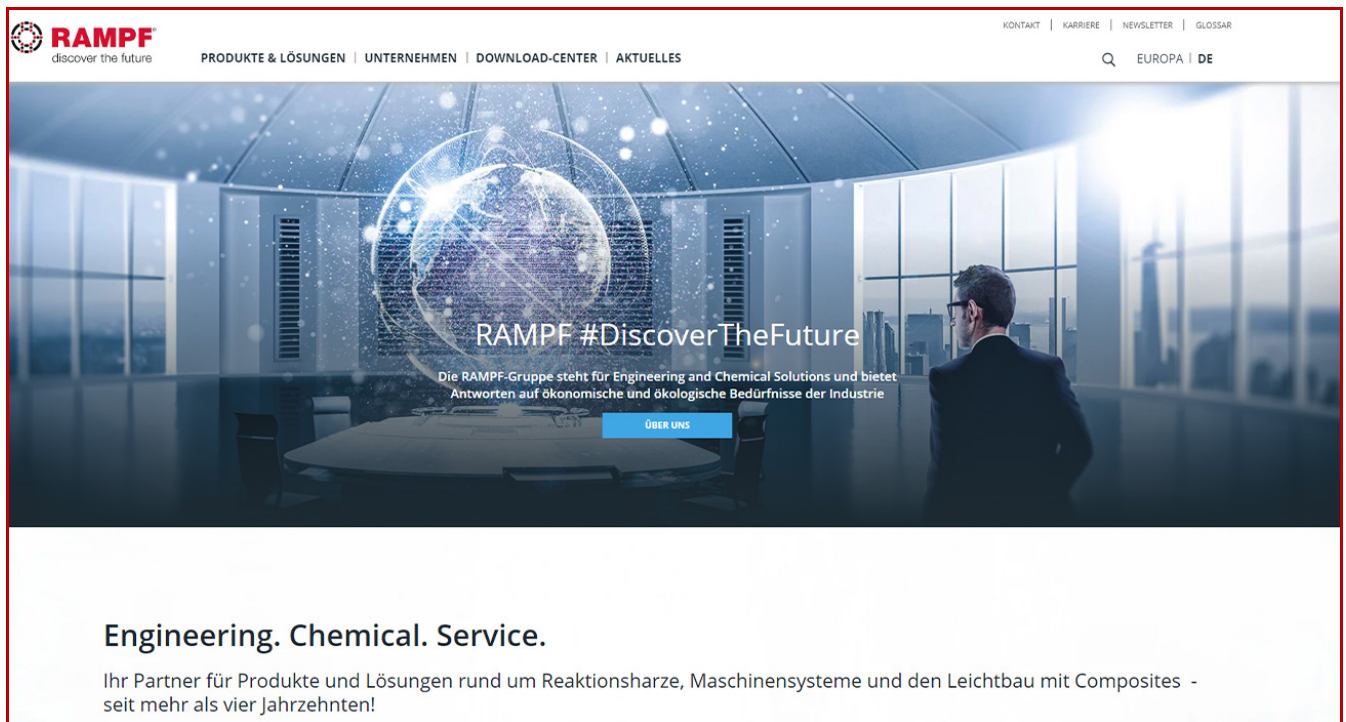 KONTAKT | KARRIERE | NEWSLETTER | GLOSSAR
RAMPF®
discover the future
PRODUKTE & LÖSUNGEN | UNTERNEHMEN | DOWNLOAD-CENTER | AKTUELLES
EUROPA | DE
RAMPF #DiscoverTheFuture
Die RAMPF-Gruppe steht für Engineering and Chemical Solutions und bietet
Antworten auf ökonomische und ökologische Bedürfnisse der Industrie
ÜBER UNS
Engineering. Chemical. Service.
Ihr Partner für Produkte und Lösungen rund um Reaktionsharze, Maschinensysteme und den Leichtbau mit Composites -
seit mehr als vier Jahrzehnten!